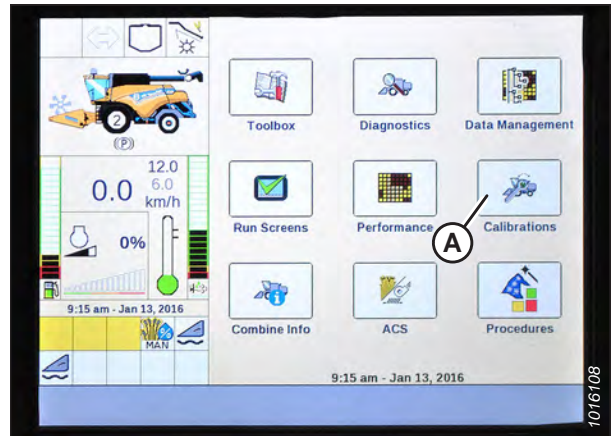 2
(P)
12.0
0.0 6.0
km/h
0%
9:15 am - Jan 13, 2016
MAN
Toolbox Diagnostics Data Management
Run Screens Performance Calibrations
A
Combine Info ACS Procedures
9:15 am - Jan 13, 2016
1016108